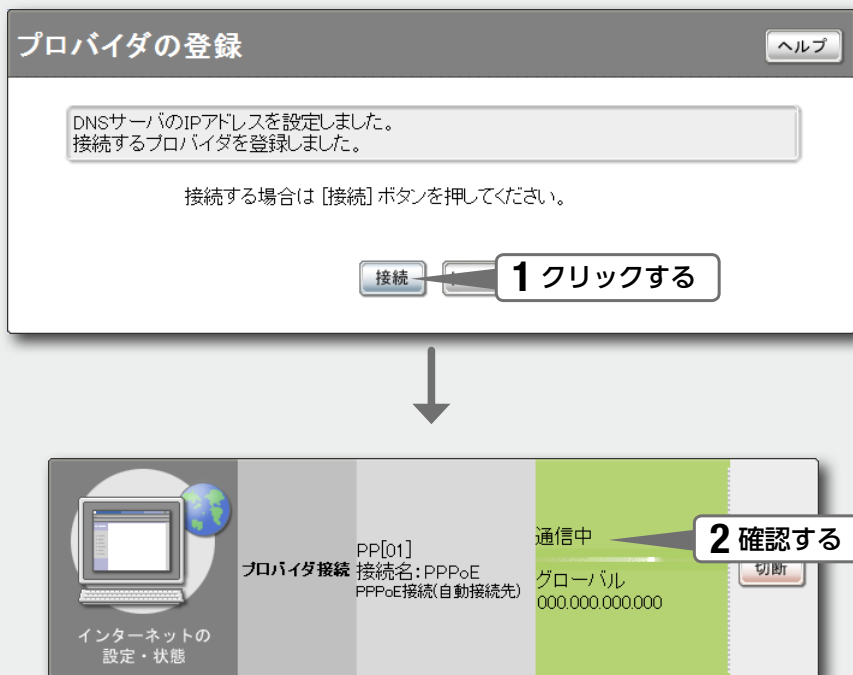 プロバイダの登録
ヘルプ
DNSサーバのIPアドレスを設定しました。
接続するプロバイダを登録しました。
接続する場合は [接続] ボタンを押してください。
接続
1 クリックする
インターネットの
設定・状態
プロバイダ接続
PP[01]
接続名:PPPoE
PPPoE接続(自動接続先)
通信中
グローバル
000.000.000.000
2 確認する
切断